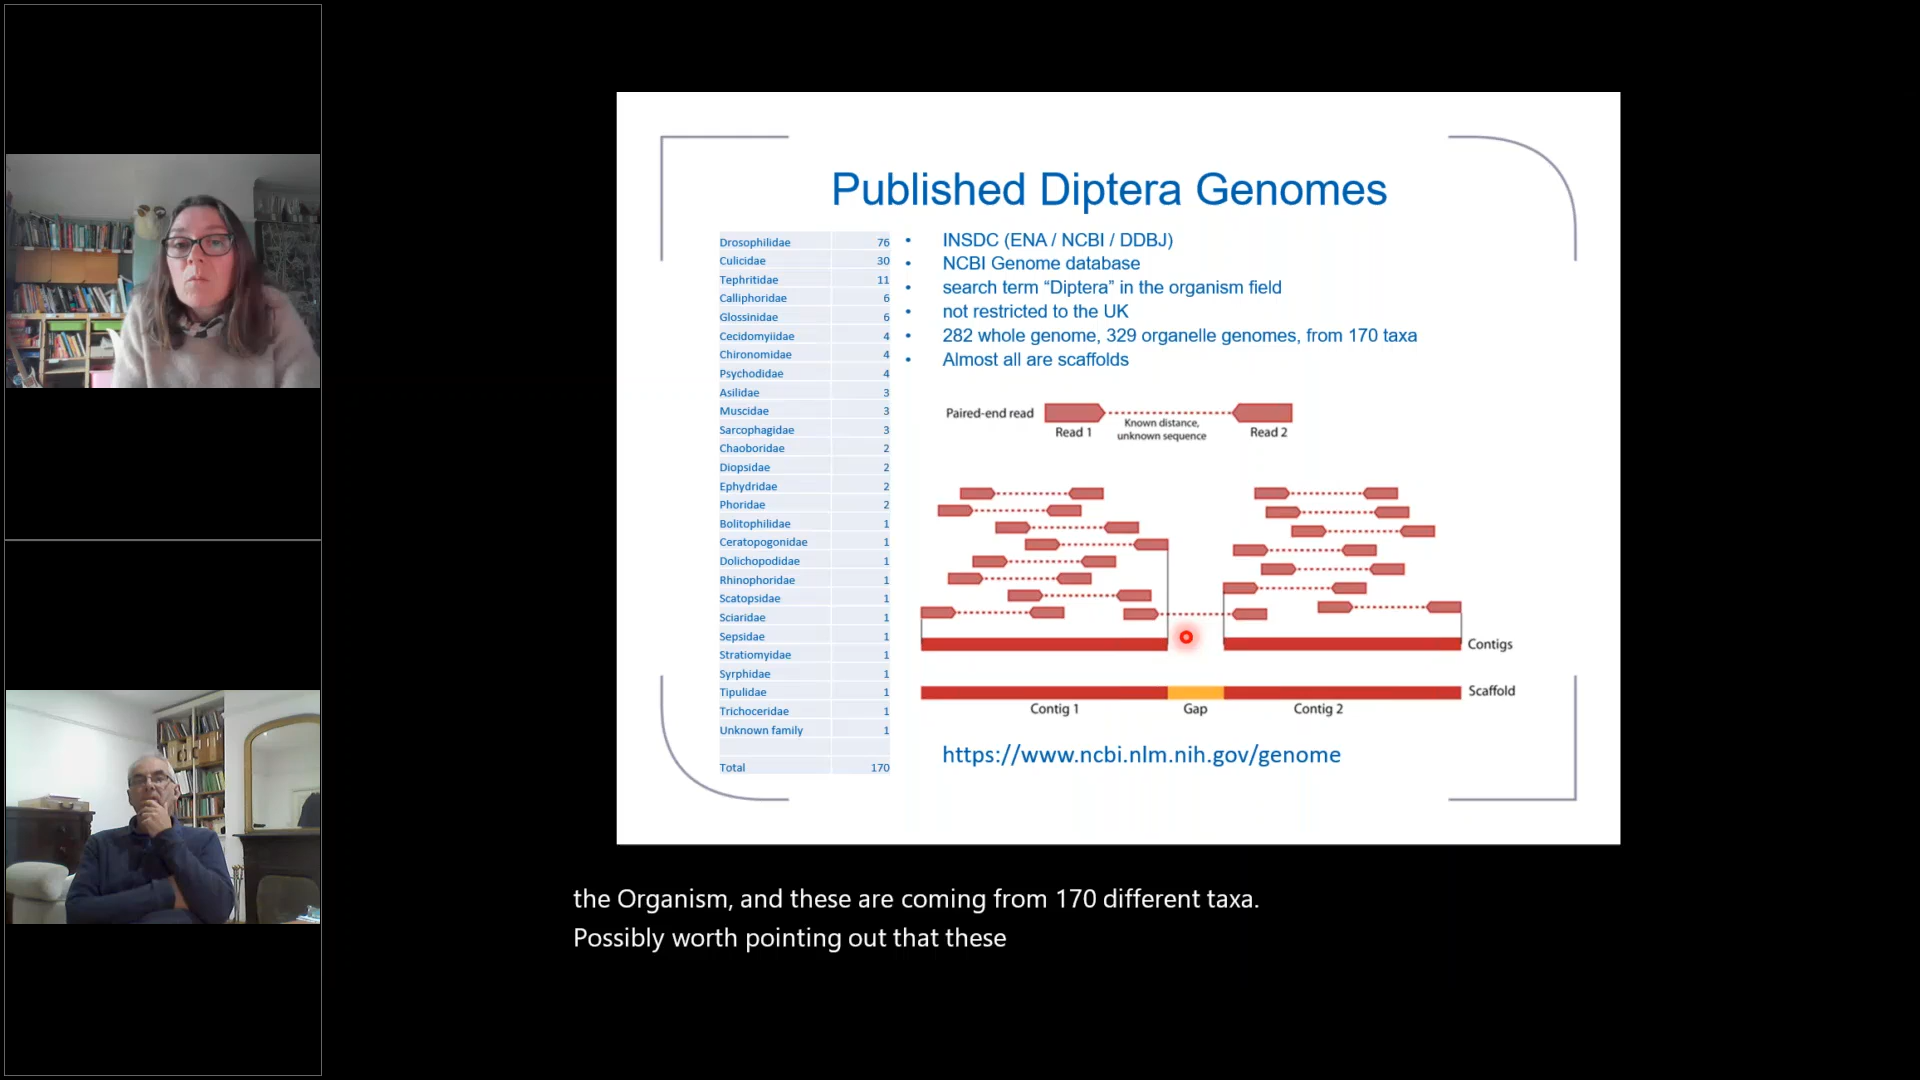 Published Diptera Genomes
Drosophilidae 76
Culicidae 30
Tephritidae 11
Calliphoridae 6
Glossinidae 6
Cecidomyiidae 4
Chironomidae 4
Psychodidae 4
Asilidae 3
Muscidae 3
Sarcophagidae 3
Chaoboridae 2
Diopsidae 2
Ephydridae 2
Phoridae 2
Bolitophilidae 1
Ceratopogonidae 1
Dolichopodidae 1
Rhinophoridae 1
Scatopsidae 1
Sciaridae 1
Sepsidae 1
Stratiomyidae 1
Syrphidae 1
Tipulidae 1
Trichoceridae 1
Unknown family 1
Total 170
• INSDC (ENA / NCBI / DDBJ)
• NCBI Genome database
• search term “Diptera” in the organism field
• not restricted to the UK
• 282 whole genome, 329 organelle genomes, from 170 taxa
• Almost all are scaffolds
Paired-end read
Read 1
Known distance,
unknown sequence
Read 2
Contigs
Scaffold
Contig 1
Gap
Contig 2
https://www.ncbi.nlm.nih.gov/genome
the Organism, and these are coming from 170 different taxa.
Possibly worth pointing out that these